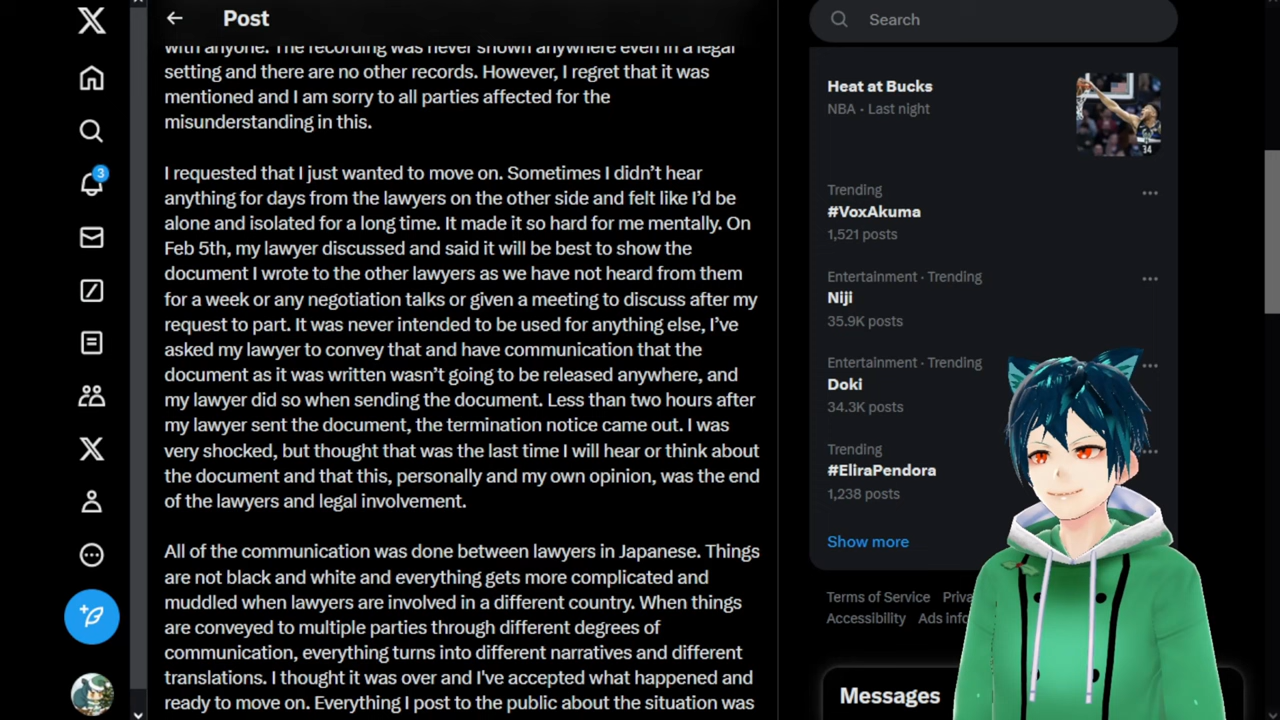 Post
Search
with anyone. The recording was never shown anywhere even in a legal
setting and there are no other records. However, I regret that it was
mentioned and I am sorry to all parties affected for the
misunderstanding in this.
I requested that I just wanted to move on. Sometimes I didn’t hear
anything for days from the lawyers on the other side and felt like I’d be
alone and isolated for a long time. It made it so hard for me mentally. On
Feb 5th, my lawyer discussed and said it will be best to show the
document I wrote to the other lawyers as we have not heard from them
for a week or any negotiation talks or given a meeting to discuss after my
request to part. It was never intended to be used for anything else, I’ve
asked my lawyer to convey that and have communication that the
document as it was written wasn’t going to be released anywhere, and
my lawyer did so when sending the document. Less than two hours after
my lawyer sent the document, the termination notice came out. I was
very shocked, but thought that was the last time I will hear or think about
the document and that this, personally and my own opinion, was the end
of the lawyers and legal involvement.
All of the communication was done between lawyers in Japanese. Things
are not black and white and everything gets more complicated and
muddled when lawyers are involved in a different country. When things
are conveyed to multiple parties through different degrees of
communication, everything turns into different narratives and different
translations. I thought it was over and I've accepted what happened and
ready to move on. Everything I post to the public about the situation was
3
Heat at Bucks
NBA · Last night
34
Trending
#VoxAkuma
1,521 posts
Entertainment · Trending
Niji
35.9K posts
Entertainment · Trending
Doki
34.3K posts
Trending
#EliraPendora
1,238 posts
Show more
Terms of Service
Accessibility Ads info
Messages